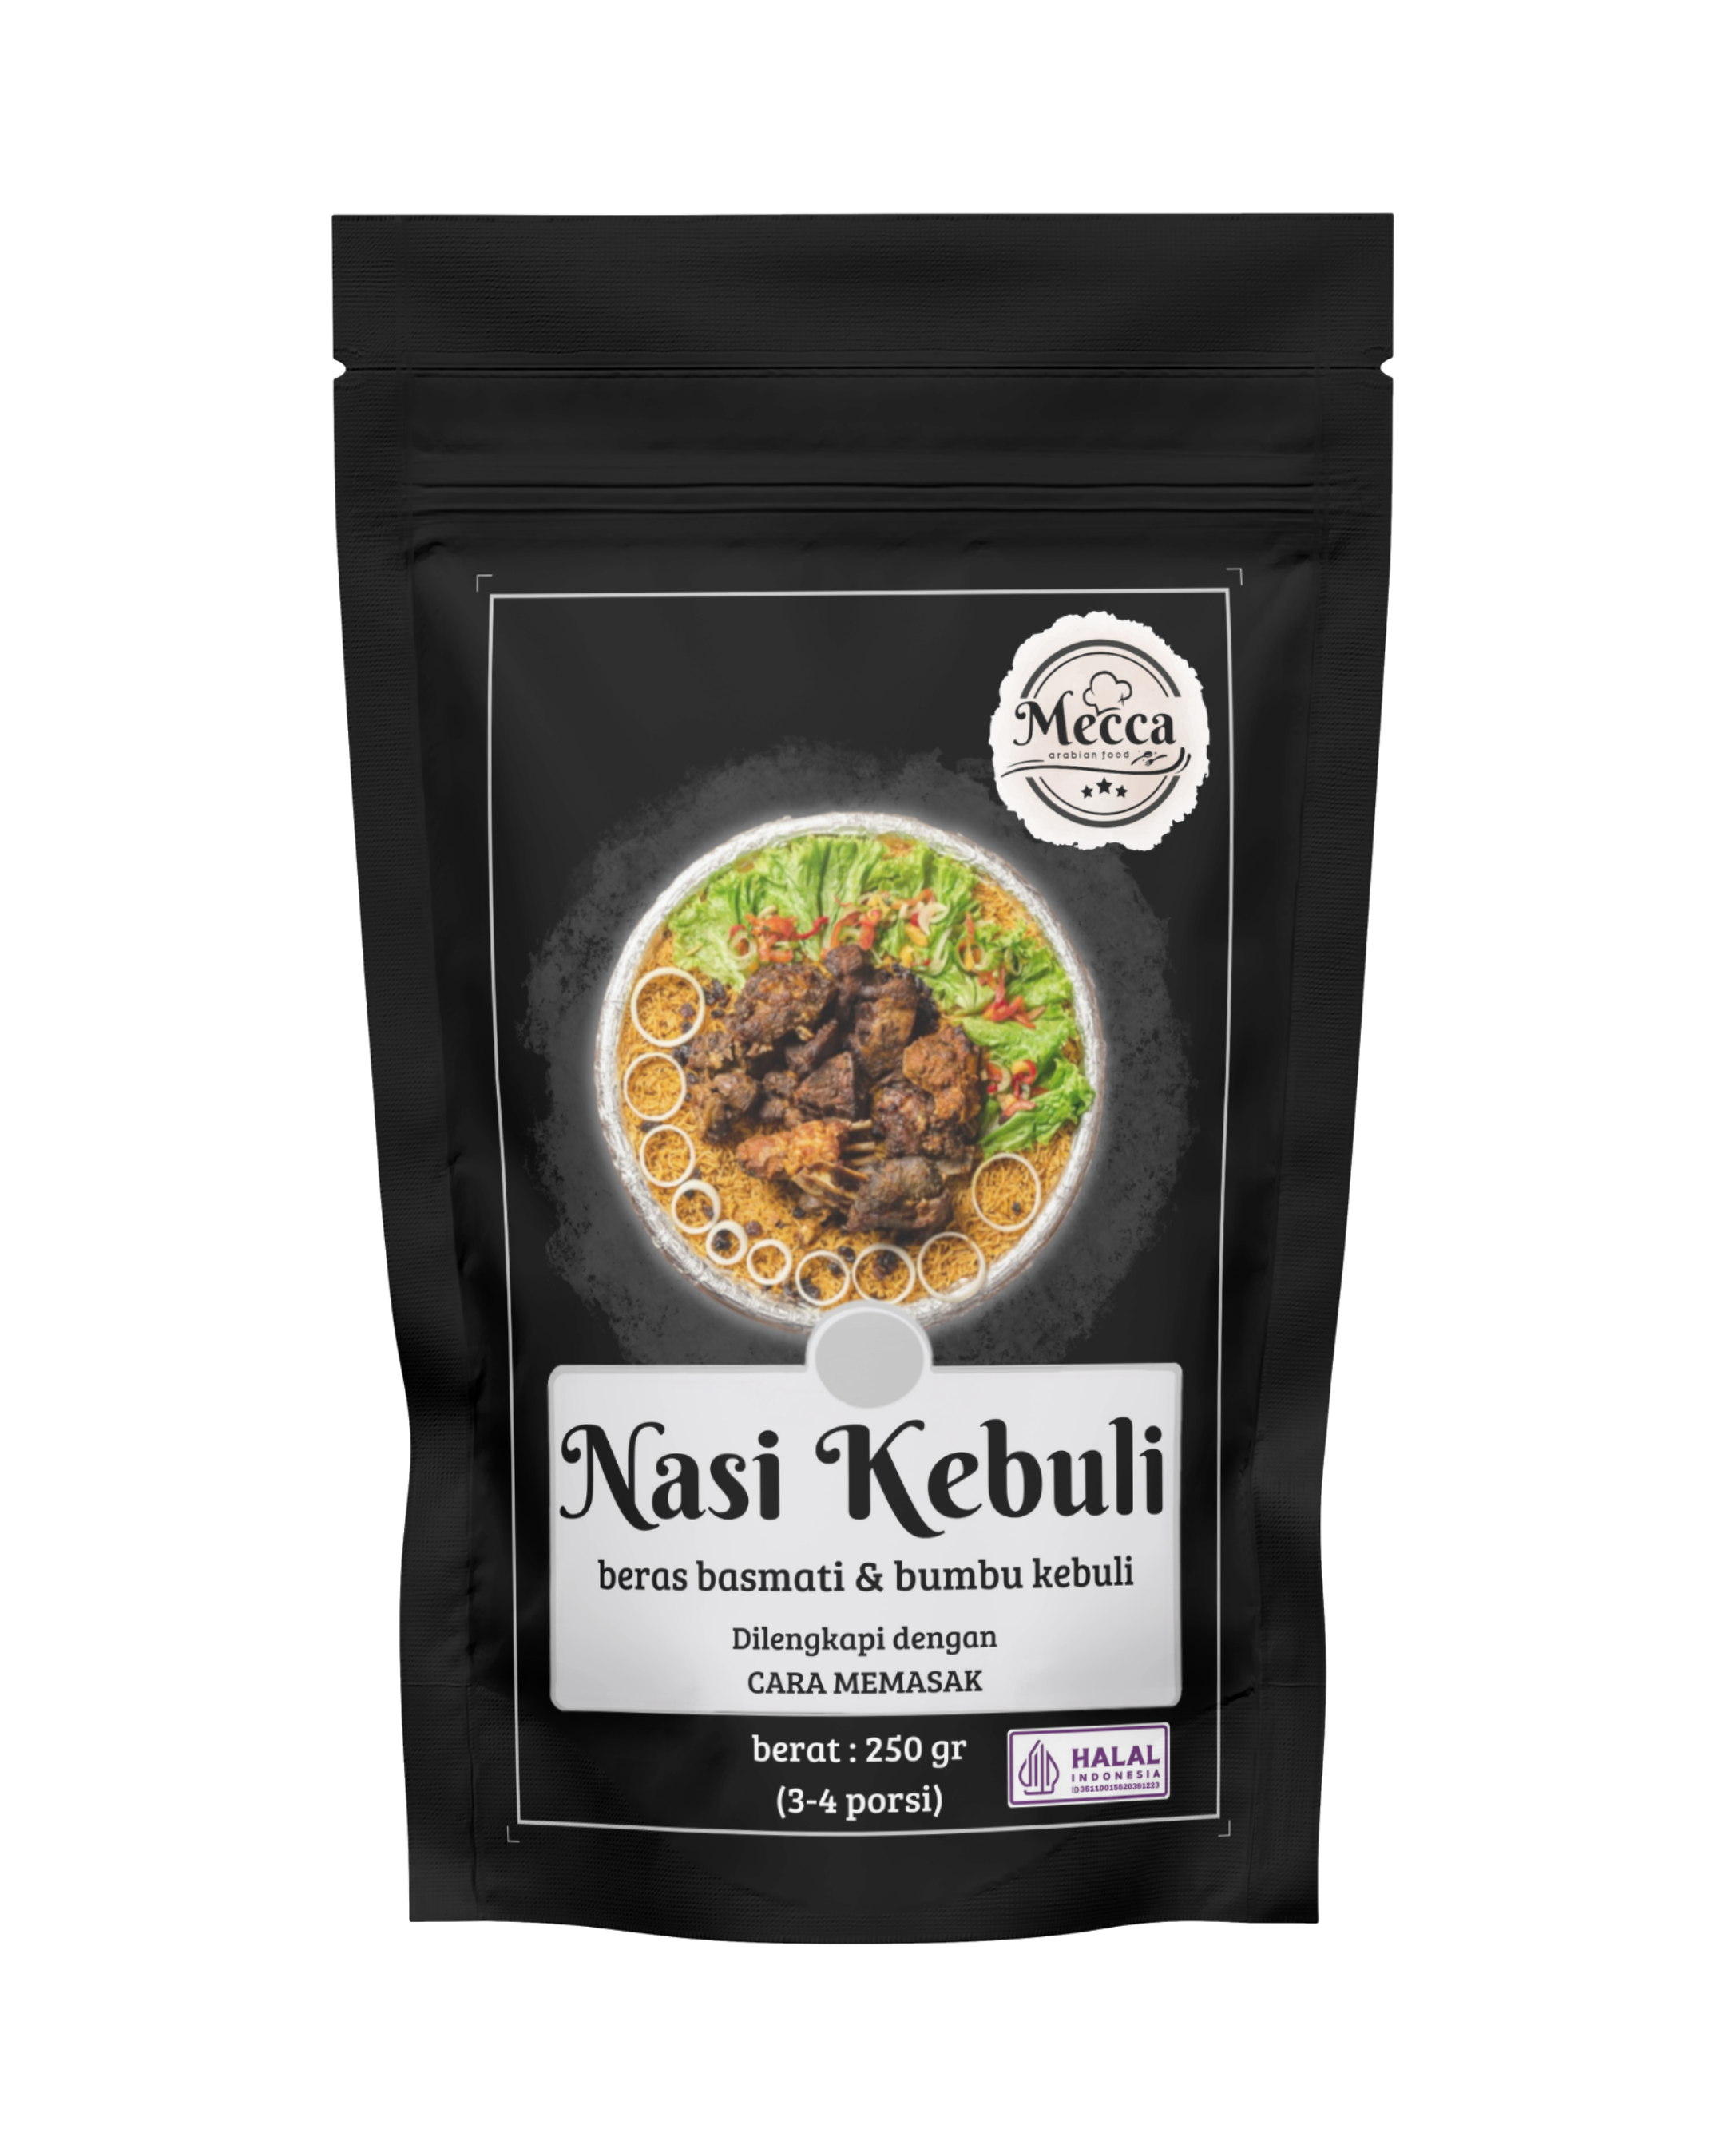 Mecca
arabian food
Nasi Kebuli
beras basmati & bumbu kebuli
Dilengkapi dengan
CARA MEMASAK
berat : 250 gr
(3-4 porsi)
HALAL
INDONESIA
ID35110015520391223